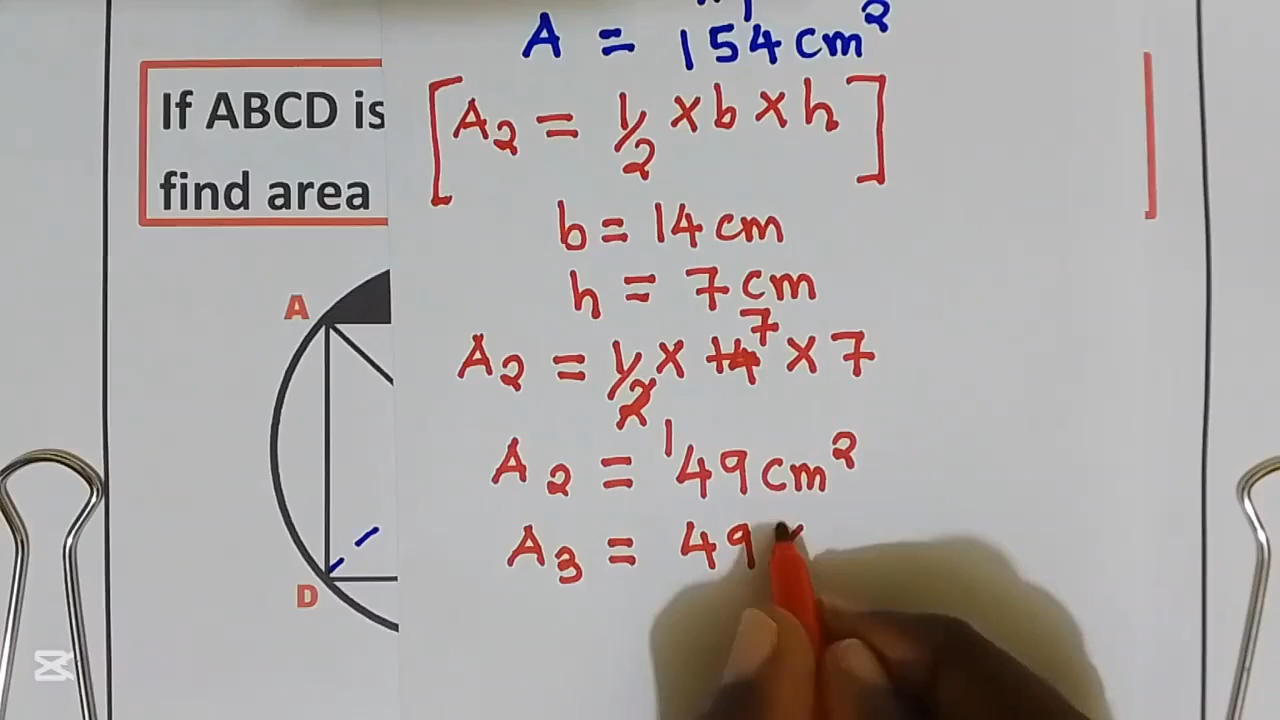 A = 154 cm²
[A₂ = 1/2 × b × h]
If ABCD is
find area
b = 14 cm
h = 7 cm
A
A₂ = 1/2 × 14 7 × 7
1
A₂ = 49 cm²
A₃ = 49
D